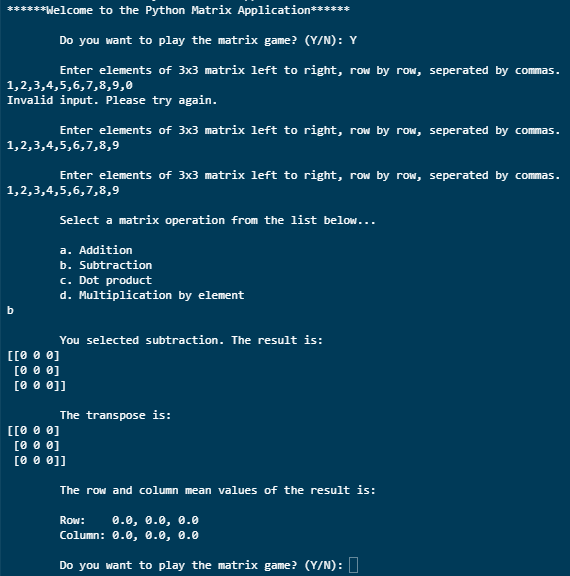 ******Welcome to the Python Matrix Application******
Do you want to play the matrix game? (Y/N): Y
Enter elements of 3x3 matrix left to right, row by row, seperated by commas.
1,2,3,4,5,6,7,8,9,0
Invalid input. Please try again.
Enter elements of 3x3 matrix left to right, row by row, seperated by commas.
1,2,3,4,5,6,7,8,9
Enter elements of 3x3 matrix left to right, row by row, seperated by commas.
1,2,3,4,5,6,7,8,9
Select a matrix operation from the list below...
a. Addition
b. Subtraction
c. Dot product
d. Multiplication by element
b
You selected subtraction. The result is:
[[0 0 0]
[0 0 0]
[0 0 0]]
The transpose is:
[[0 0 0]
[0 0 0]
[0 0 0]]
The row and column mean values of the result is:
Row: 0.0, 0.0, 0.0
Column: 0.0, 0.0, 0.0
Do you want to play the matrix game? (Y/N):